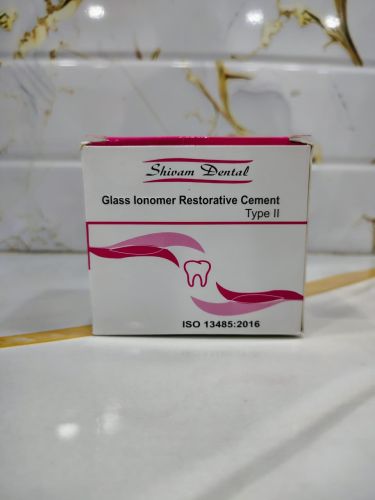 Shivam Dental
Glass Ionomer Restorative Cement
Type II
ISO 13485:2016